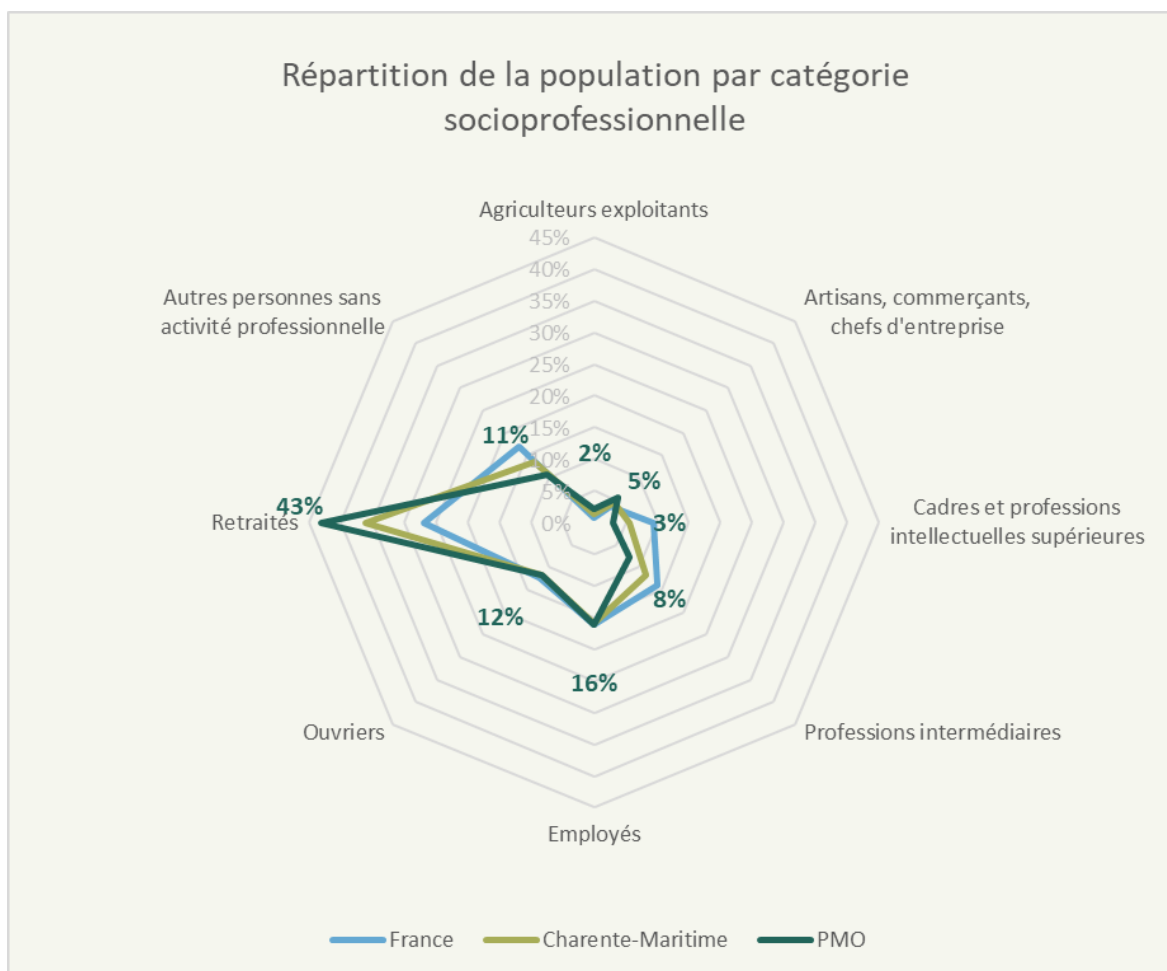 Répartition de la population par catégorie
socioprofessionnelle
Agriculteurs exploitants
45%
40%
35%
30%
25%
20%
15%
10%
5%
0%
Autres personnes sans
activité professionnelle
Artisans, commerçants,
chefs d'entreprise
11%
2%
5%
43%
Retraités
3%
Cadres et professions
intellectuelles supérieures
12%
8%
16%
Ouvriers
Professions intermédiaires
Employés
France
Charente-Maritime
PMO